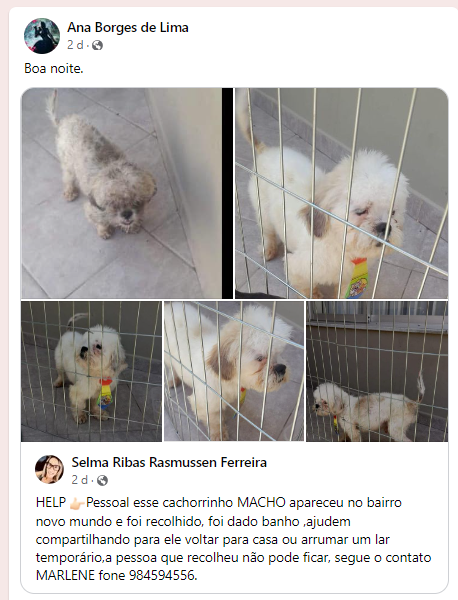 Ana Borges de Lima
2 d ·
Boa noite.
Selma Ribas Rasmussen Ferreira
2 d ·
HELP 👉🏻Pessoal esse cachorrinho MACHO apareceu no bairro
novo mundo e foi recolhido, foi dado banho ,ajudem
compartilhando para ele voltar para casa ou arrumar um lar
temporário,a pessoa que recolheu não pode ficar, segue o contato
MARLENE fone 984594556.